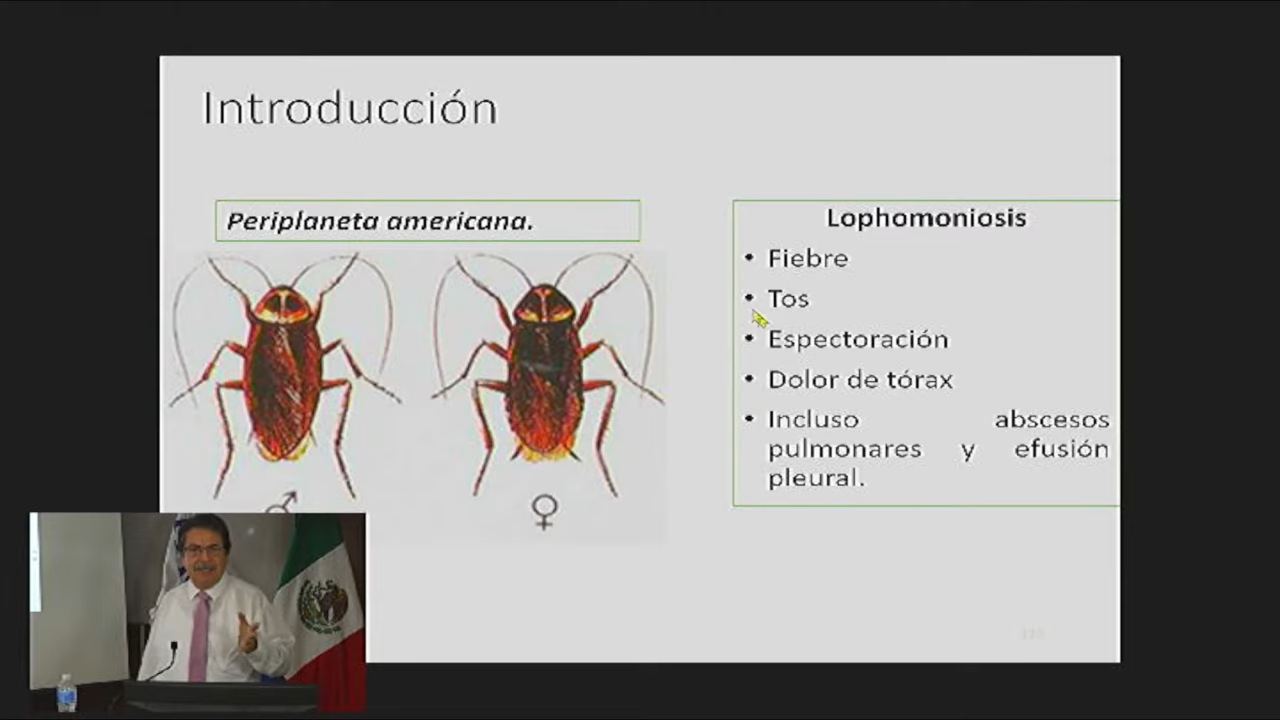 Introducción
Periplaneta americana.
♂
♀
Lophomoniosis
• Fiebre
• Tos
• Espectoración
• Dolor de tórax
• Incluso abscesos
pulmonares y efusión
pleural.